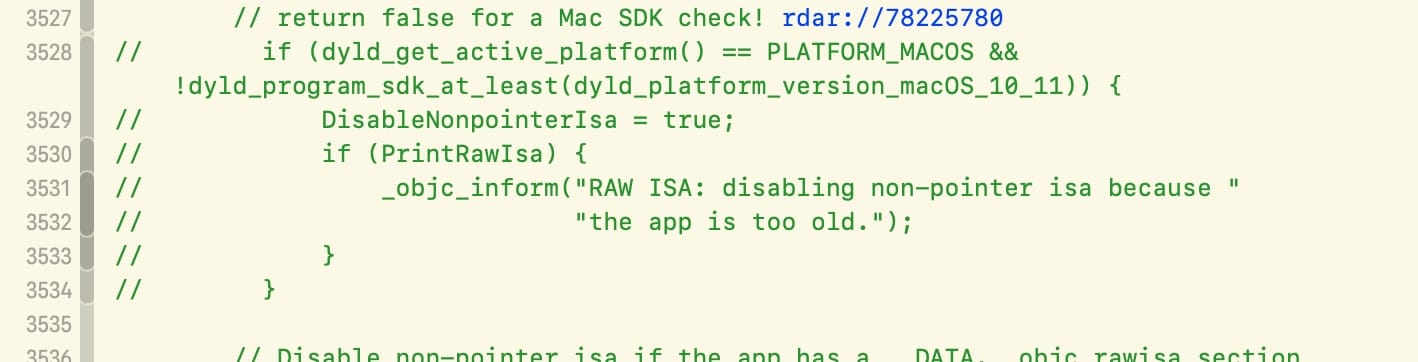 3527 // return false for a Mac SDK check! rdar://78225780
3528 // if (dyld_get_active_platform() == PLATFORM_MACOS &&
!dyld_program_sdk_at_least(dyld_platform_version_macOS_10_11)) {
3529 // DisableNonpointerIsa = true;
3530 // if (PrintRawIsa) {
3531 // _objc_inform("RAW ISA: disabling non-pointer isa because "
3532 // "the app is too old.");
3533 // }
3534 // }
3535
3536 // Disable non-pointer isa if the app has a __DATA,__objc_rawisa section